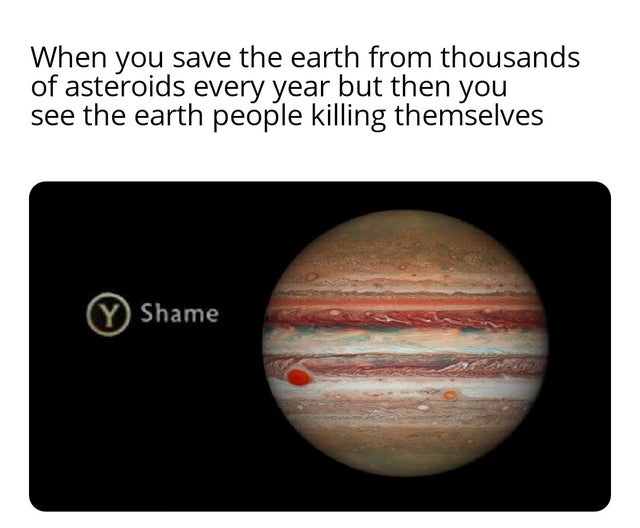 When you save the earth from thousands
of asteroids every year but then you
see the earth people killing themselves
Y Shame